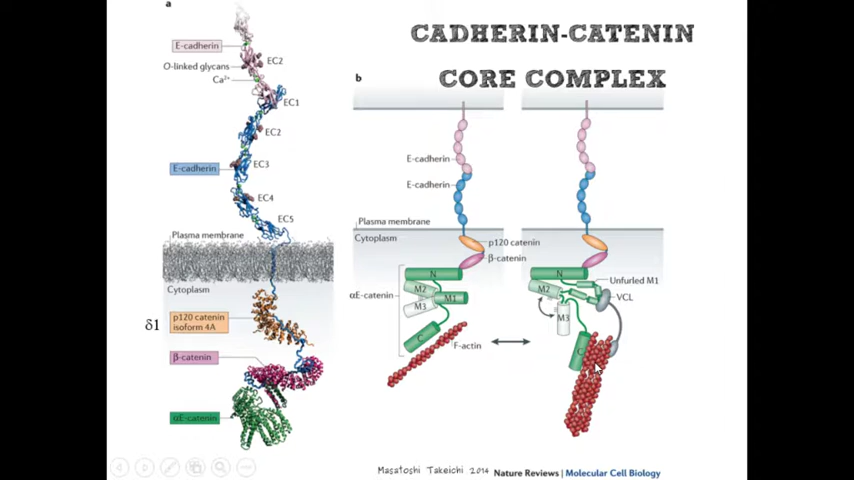 a
CADHERIN-CATENIN
CORE COMPLEX
E-cadherin
O-linked glycans
Ca2+
EC2
EC1
EC2
E-cadherin
EC3
EC4
EC5
Plasma membrane
Cytoplasm
δ1
p120 catenin
isoform 4A
β-catenin
αE-catenin
b
E-cadherin
E-cadherin
Plasma membrane
Cytoplasm
p120 catenin
β-catenin
αE-catenin
N
M2
M1
M3
C
F-actin
N
M2
M3
C
Unfurled M1
VCL
Masatoshi Takeichi 2014 Nature Reviews | Molecular Cell Biology